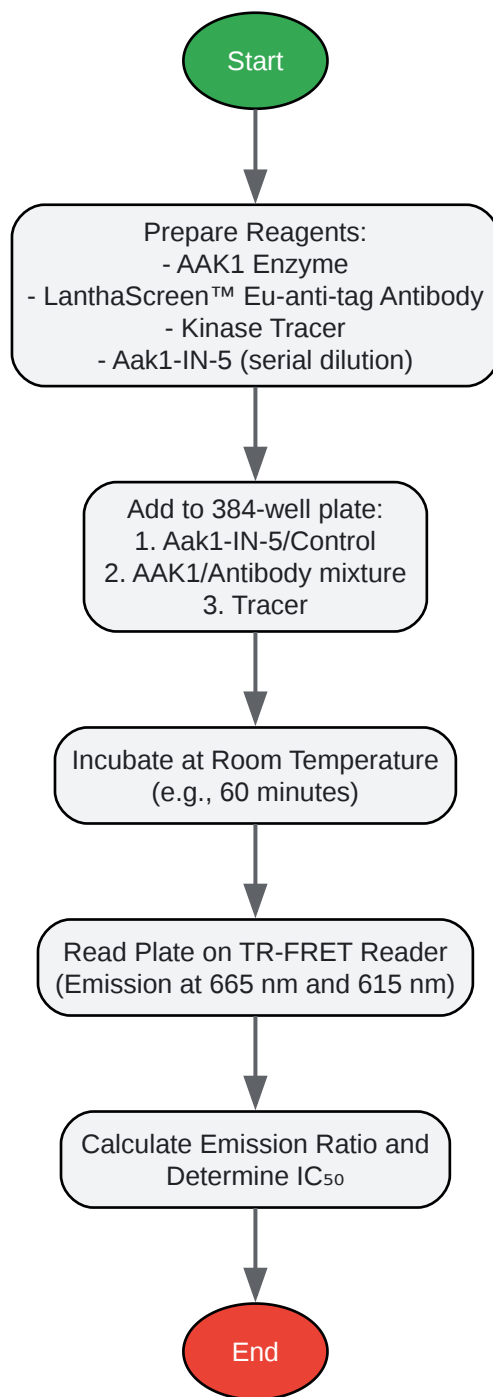 Start
Prepare Reagents:
- AAK1 Enzyme
- LanthaScreen™ Eu-anti-tag Antibody
- Kinase Tracer
- Aak1-IN-5 (serial dilution)
Add to 384-well plate:
1. Aak1-IN-5/Control
2. AAK1/Antibody mixture
3. Tracer
Incubate at Room Temperature
(e.g., 60 minutes)
Read Plate on TR-FRET Reader
(Emission at 665 nm and 615 nm)
Calculate Emission Ratio and
Determine IC₅₀
End